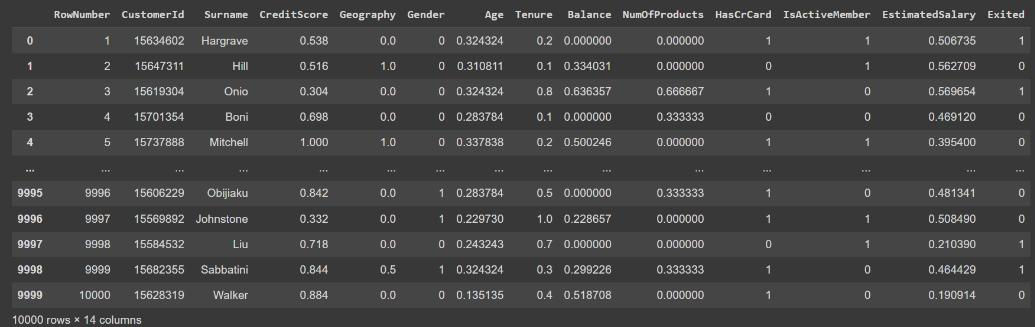 RowNumber CustomerId Surname CreditScore Geography Gender Age Tenure Balance NumOfProducts HasCrCard IsActiveMember EstimatedSalary Exited
0 1 15634602 Hargrave 0.538 0.0 0 0.324324 0.2 0.000000 0.000000 1 1 0.506735 1
1 2 15647311 Hill 0.516 1.0 0 0.310811 0.1 0.334031 0.000000 0 1 0.562709 0
2 3 15619304 Onio 0.304 0.0 0 0.324324 0.8 0.636357 0.666667 1 0 0.569654 1
3 4 15701354 Boni 0.698 0.0 0 0.283784 0.1 0.000000 0.333333 0 0 0.469120 0
4 5 15737888 Mitchell 1.000 1.0 0 0.337838 0.2 0.500246 0.000000 1 1 0.395400 0
... ... ... ... ... ... ... ... ... ... ... ... ... ... ...
9995 9996 15606229 Obijiaku 0.842 0.0 1 0.283784 0.5 0.000000 0.333333 1 0 0.481341 0
9996 9997 15569892 Johnstone 0.332 0.0 1 0.229730 1.0 0.228657 0.000000 1 1 0.508490 0
9997 9998 15584532 Liu 0.718 0.0 0 0.243243 0.7 0.000000 0.000000 0 1 0.210390 1
9998 9999 15682355 Sabbatini 0.844 0.5 1 0.324324 0.3 0.299226 0.333333 1 0 0.464429 1
9999 10000 15628319 Walker 0.884 0.0 0 0.135135 0.4 0.518708 0.000000 1 0 0.190914 0
10000 rows × 14 columns